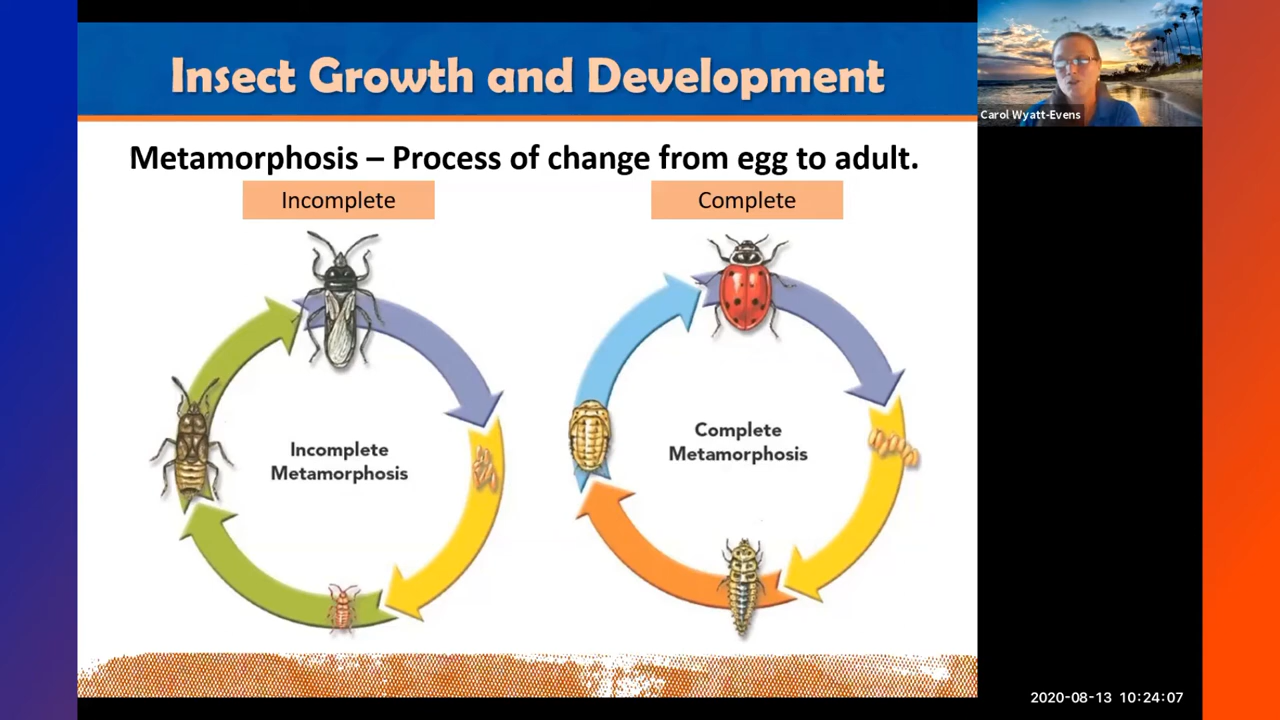 Insect Growth and Development
Carol Wyatt-Evens
Metamorphosis – Process of change from egg to adult.
Incomplete
Complete
Incomplete
Metamorphosis
Complete
Metamorphosis
2020-08-13 10:24:07